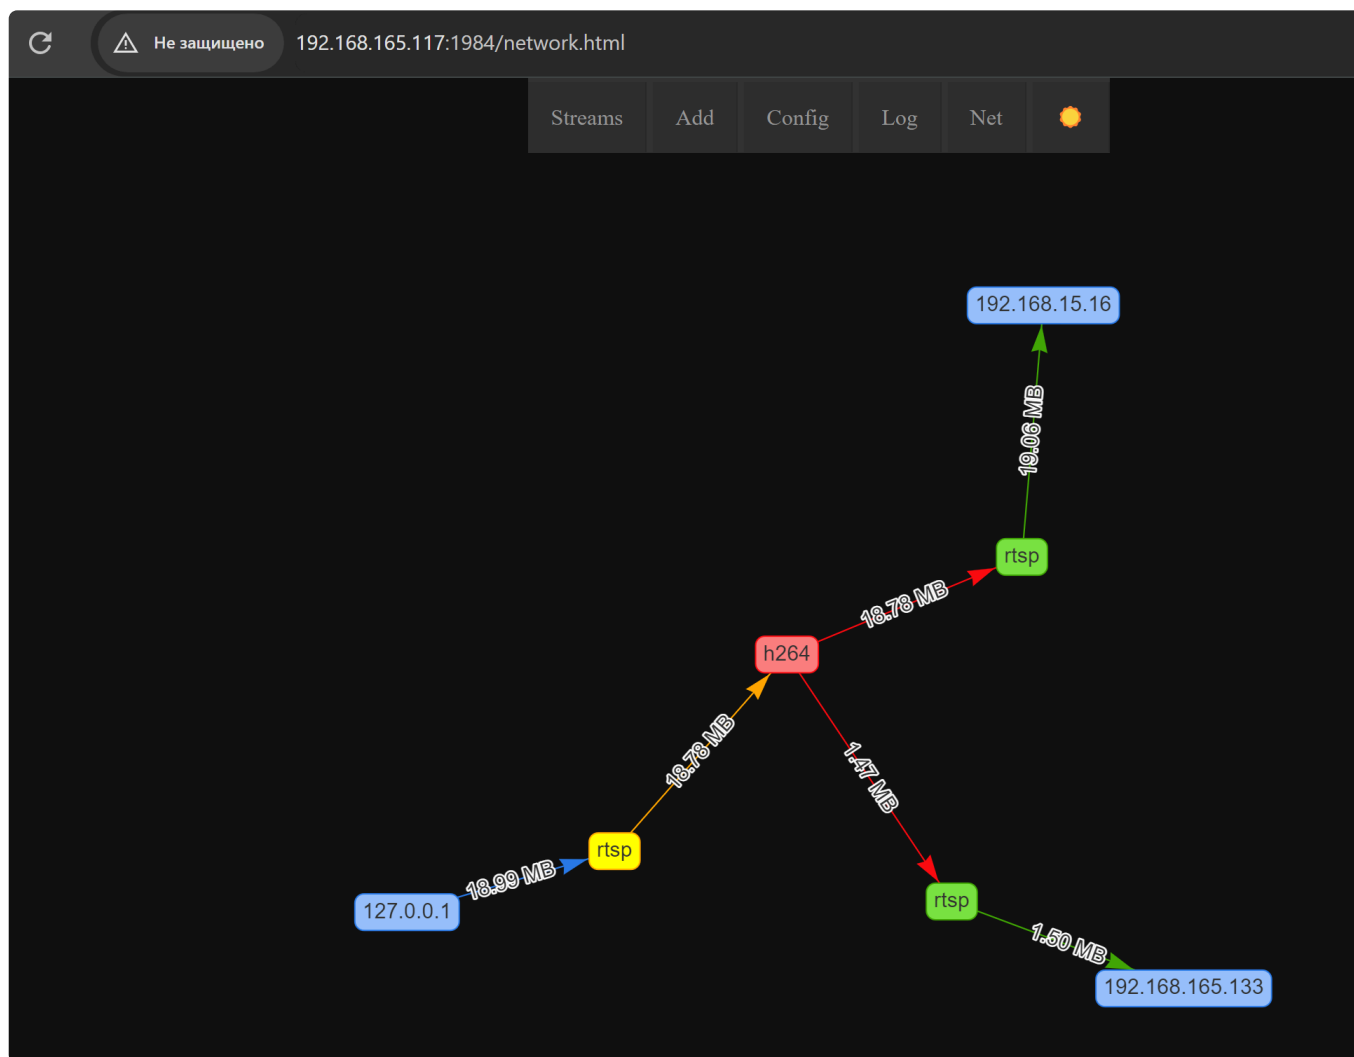 Не защищено 192.168.165.117:1984/network.html
Streams Add Config Log Net
192.168.15.16
19.06 MB
rtsp
18.78 MB
h264
18.78 MB
1.47 MB
rtsp
18.99 MB
127.0.0.1
rtsp
1.50 MB
192.168.165.133